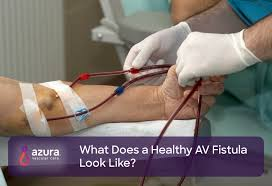 azura
vascular care
What Does a Healthy AV Fistula
Look Like?